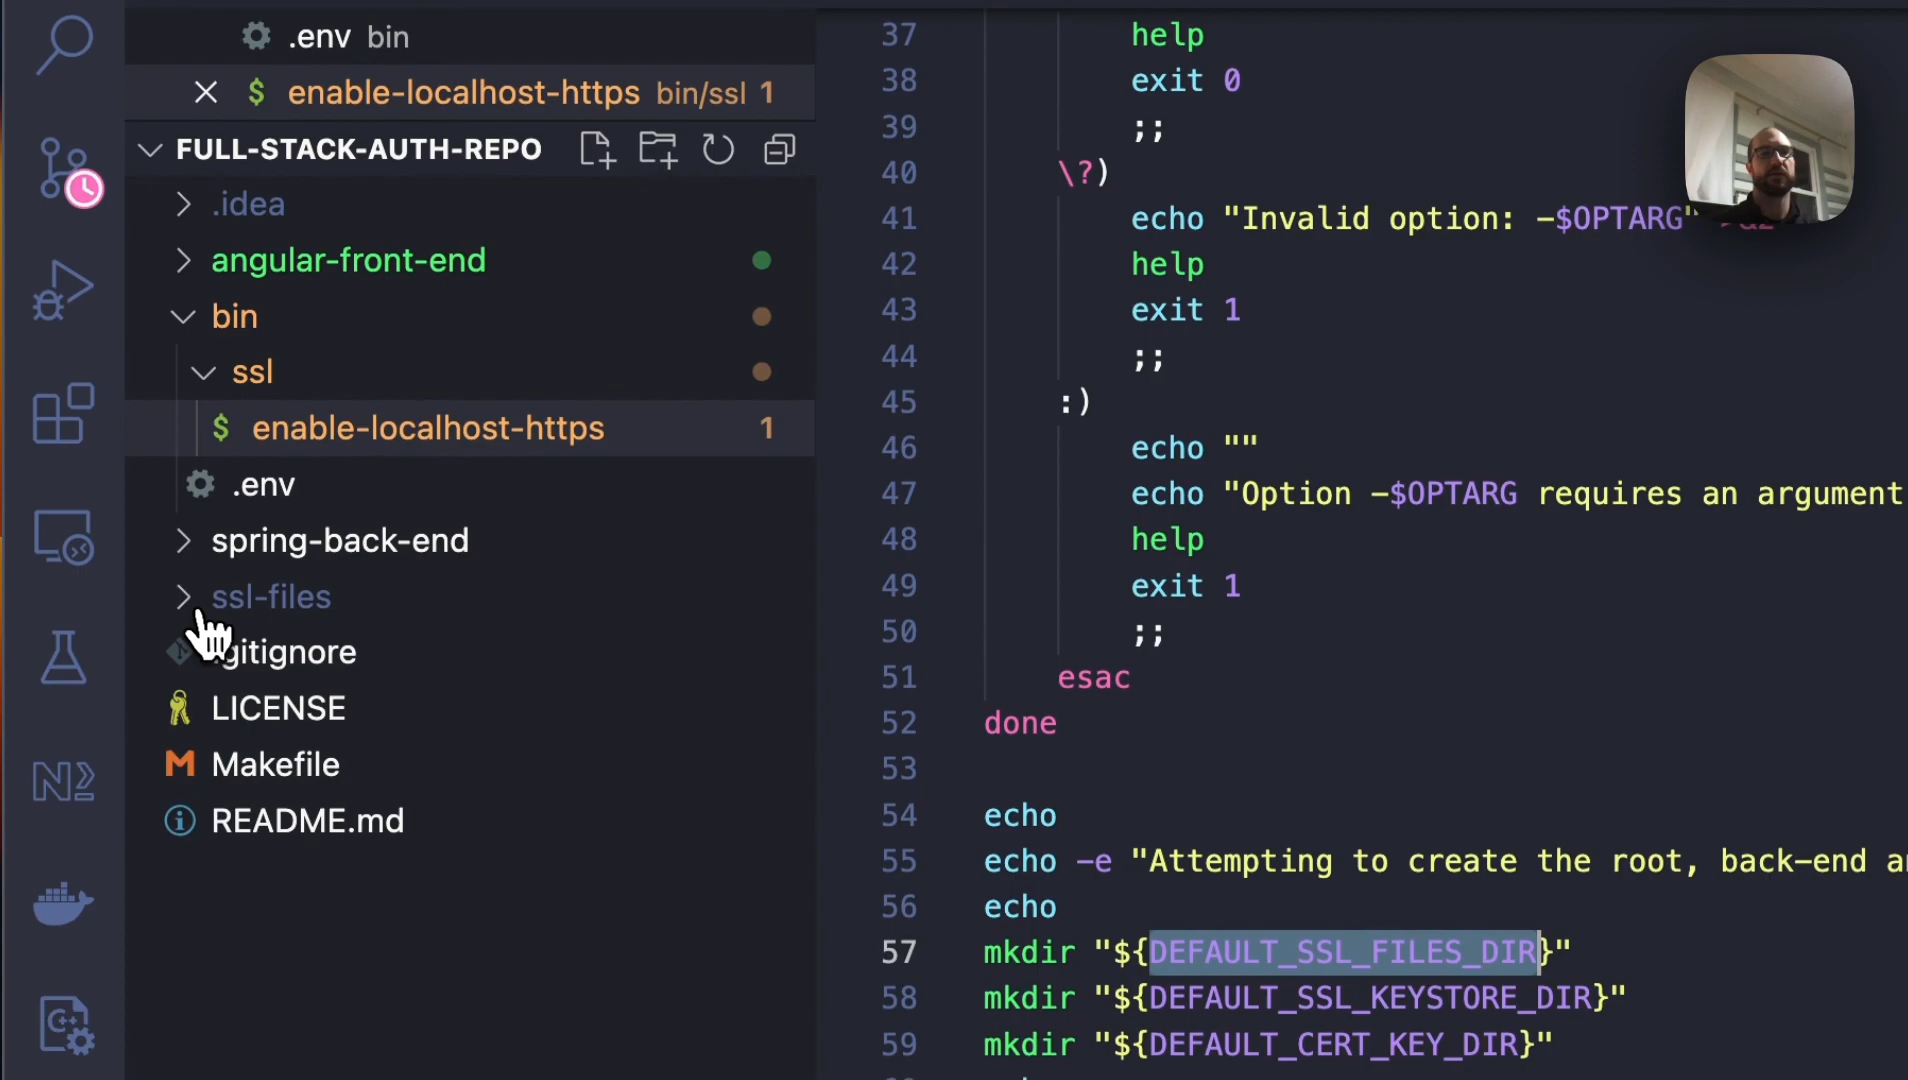 .env bin
$ enable-localhost-https bin/ssl 1
FULL-STACK-AUTH-REPO
.idea
angular-front-end
bin
ssl
$ enable-localhost-https 1
.env
spring-back-end
ssl-files
.gitignore
LICENSE
Makefile
README.md
37 help
38 exit 0
39 ;;
40 \?)
41 echo "Invalid option: -$OPTARG"
42 help
43 exit 1
44 ;;
45 :)
46 echo ""
47 echo "Option -$OPTARG requires an argument
48 help
49 exit 1
50 ;;
51 esac
52 done
53
54 echo
55 echo -e "Attempting to create the root, back-end
56 echo
57 mkdir "${DEFAULT_SSL_FILES_DIR}"
58 mkdir "${DEFAULT_SSL_KEYSTORE_DIR}"
59 mkdir "${DEFAULT_CERT_KEY_DIR}"